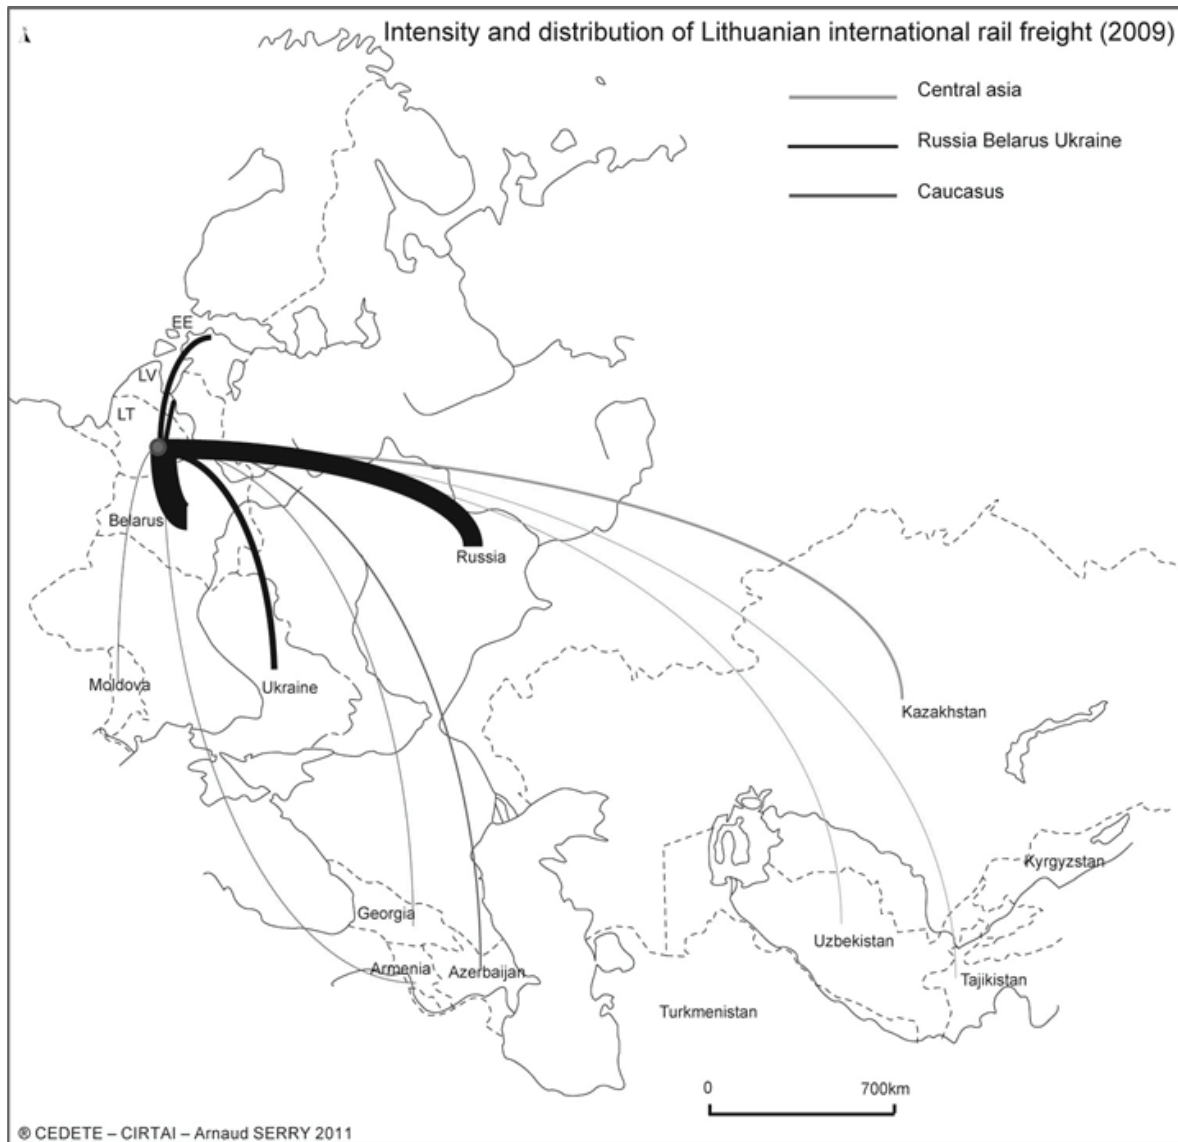 Intensity and distribution of Lithuanian international rail freight (2009)
Central asia
Russia Belarus Ukraine
Caucasus
EE
LV
LT
Belarus
Russia
Moldova
Ukraine
Kazakhstan
Kyrgyzstan
Georgia
Uzbekistan
Armenia
Azerbaijan
Tajikistan
Turkmenistan
0
700km
® CEDETE – CIRTAI – Arnaud SERRY 2011